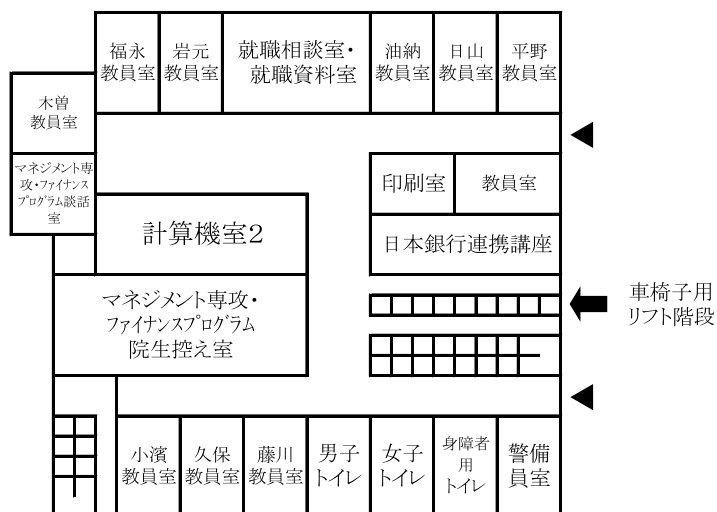 福永
教員室
岩元
教員室
就職相談室・
就職資料室
油納
教員室
日山
教員室
平野
教員室
木曽
教員室
マネジメント専
攻・ファイナンス
プログラム談話
室
印刷室
教員室
計算機室２
日本銀行連携講座
マネジメント専攻・
ファイナンスプログラム
院生控え室
車椅子用
リフト階段
小濱
教員室
久保
教員室
藤川
教員室
男子
トイレ
女子
トイレ
身障者
用
トイレ
警備
員室